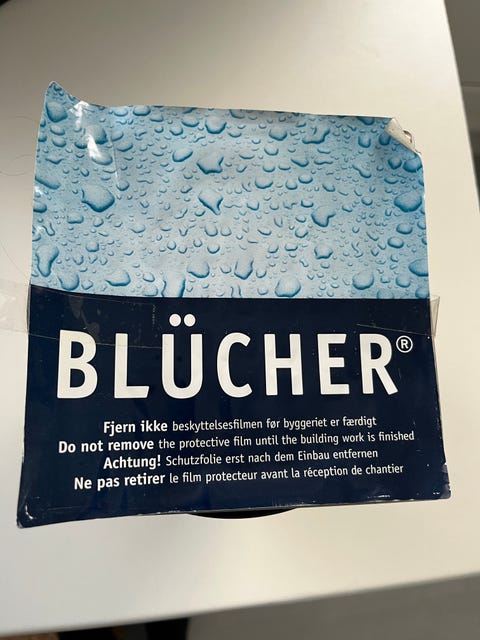 BLÜCHER®
Fjern ikke beskyttelsesfilmen før byggeriet er færdigt
Do not remove the protective film until the building work is finished
Achtung! Schutzfolie erst nach dem Einbau entfernen
Ne pas retirer le film protecteur avant la réception de chantier